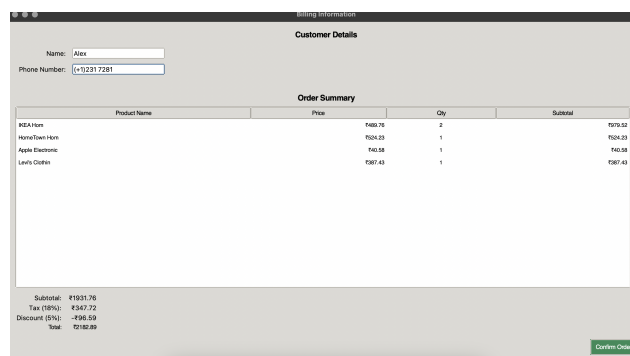 Billing Information
Customer Details
Name: Alex
Phone Number: (+1)231 7281
Order Summary
Product Name Price Qty Subtotal
IKEA Hom ₹489.76 2 ₹979.52
HomeTown Hom ₹524.23 1 ₹524.23
Apple Electronic ₹40.58 1 ₹40.58
Levi's Clothin ₹387.43 1 ₹387.43
Subtotal: ₹1931.76
Tax (18%): ₹347.72
Discount (5%): -₹96.59
Total: ₹2182.89
Confirm Orde